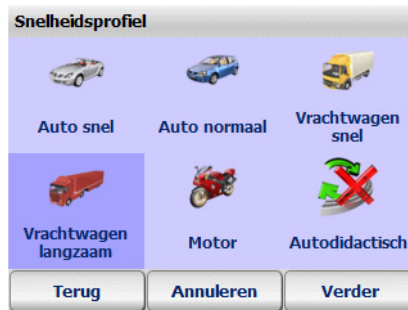 Snelheidsprofiel
Auto snel
Auto normaal
Vrachtwagen
snel
Vrachtwagen
langzaam
Motor
Autodidactisch
Terug
Annuleren
Verder